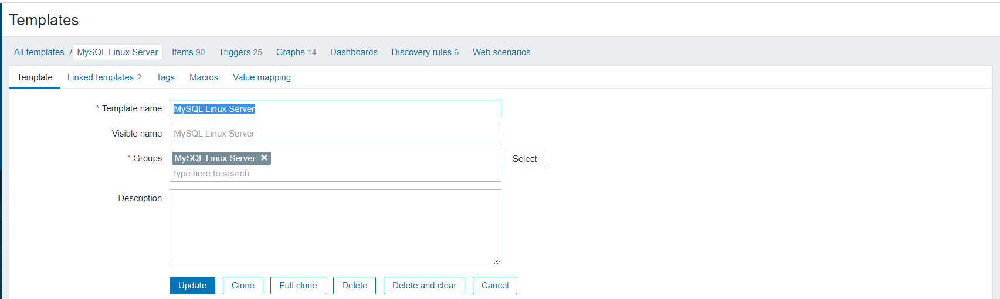 Templates
All templates / MySQL Linux Server Items 90 Triggers 25 Graphs 14 Dashboards Discovery rules 6 Web scenarios
Template Linked templates 2 Tags Macros Value mapping
* Template name MySQL Linux Server
Visible name MySQL Linux Server
* Groups MySQL Linux Server ✖ Select
type here to search
Description
Update Clone Full clone Delete Delete and clear Cancel